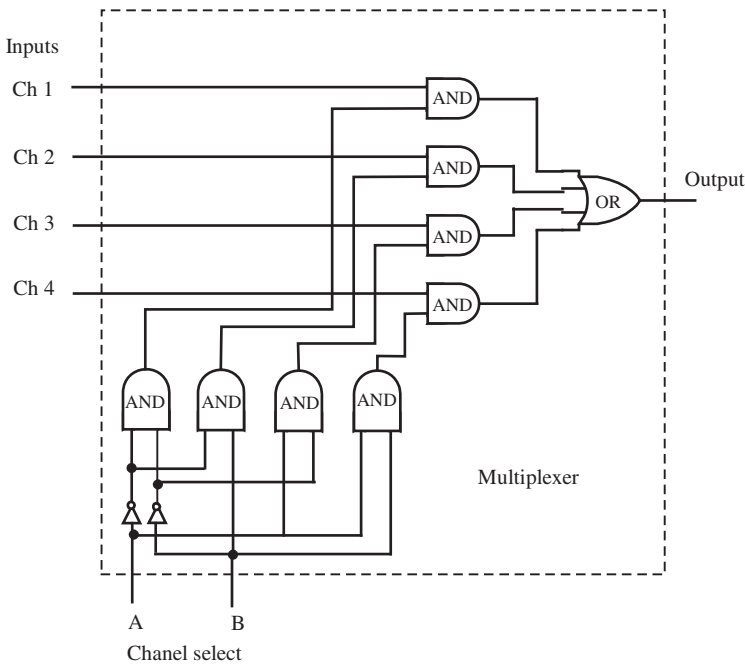 Inputs
Ch 1
AND
Ch 2
AND
Output
OR
Ch 3
AND
Ch 4
AND
AND
AND
AND
AND
Multiplexer
A
B
Chanel select